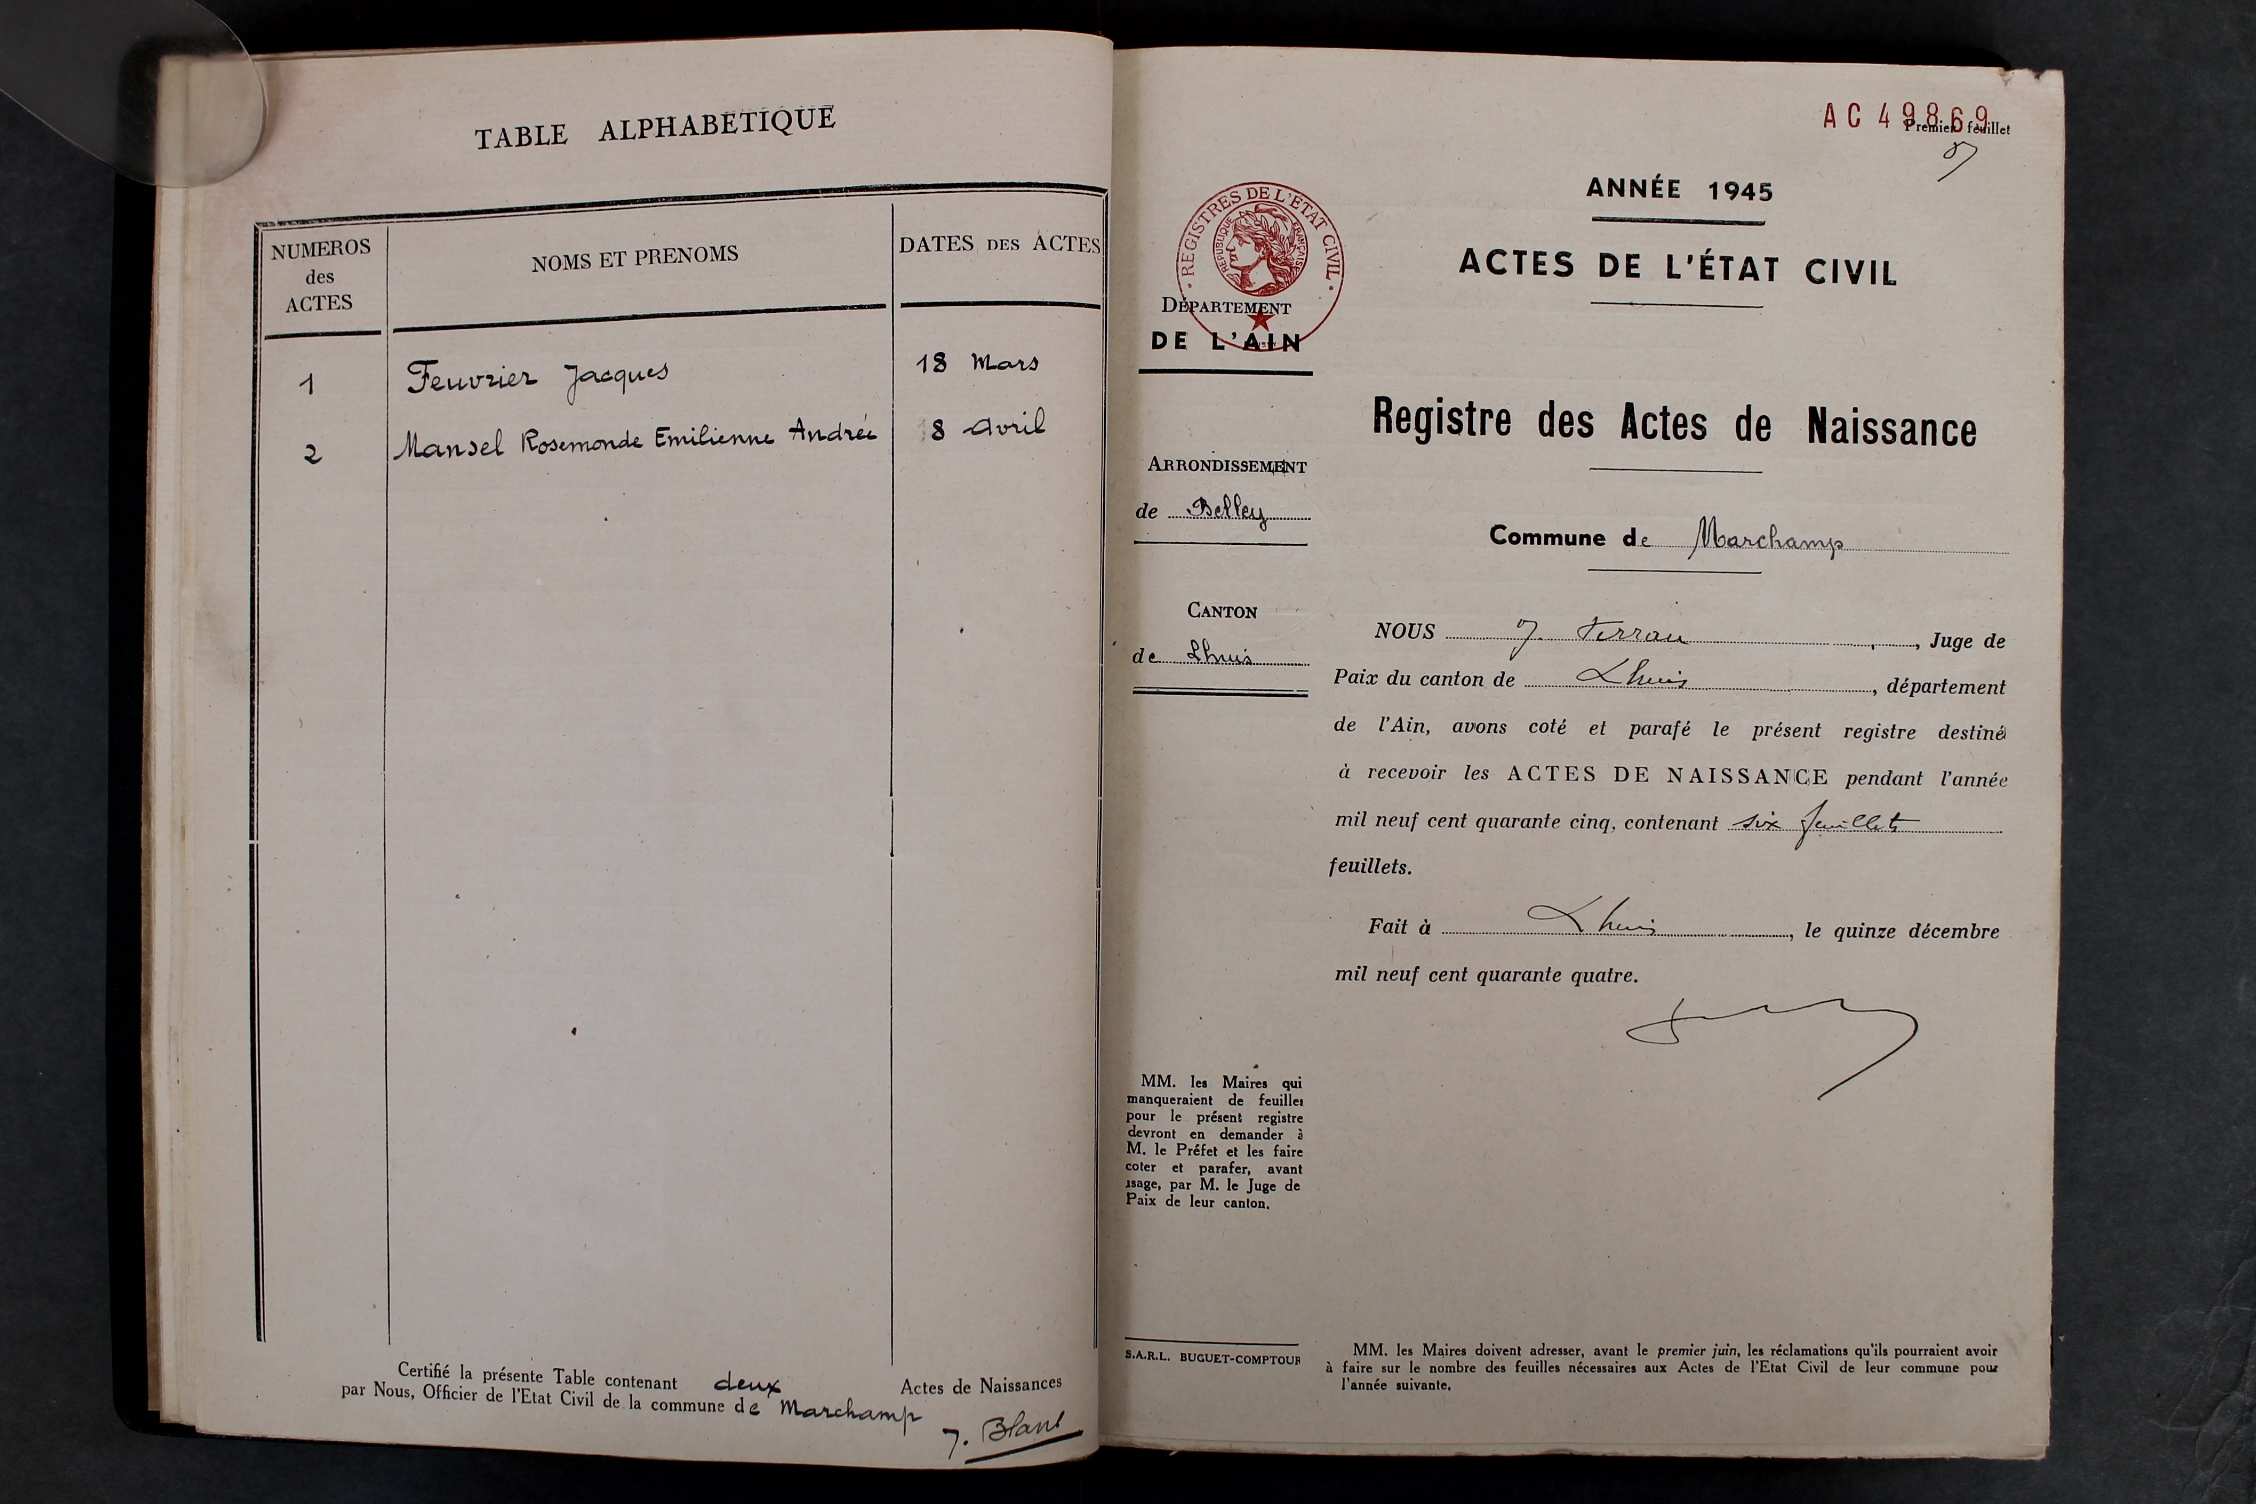 TABLE ALPHABÉTIQUE
NUMEROS
des
ACTES
NOMS ET PRENOMS
DATES DES ACTES
1 Feuvrier Jacques 18 Mars
2 Mansel Rosemonde Emilienne Andrée 8 Avril
Certifié la présente Table contenant deux Actes de Naissances
par Nous, Officier de l'Etat Civil de la commune de Marchamp
J. Blanc
AC 49869
Premier feuillet
ANNÉE 1945
ACTES DE L'ÉTAT CIVIL
REGISTRES DE L'ETAT CIVIL
REPUBLIQUE FRANÇAISE
DÉPARTEMENT
DE L'AIN
Registre des Actes de Naissance
ARRONDISSEMENT
de Belley
Commune de Marchamp
CANTON
de Lhuis
NOUS J. Ferran, Juge de
Paix du canton de Lhuis, département
de l'Ain, avons coté et parafé le présent registre destiné
à recevoir les ACTES DE NAISSANCE pendant l'année
mil neuf cent quarante cinq, contenant six feuillets
feuillets.
Fait à Lhuis, le quinze décembre
mil neuf cent quarante quatre.
MM. les Maires qui
manqueraient de feuilles
pour le présent registre
devront en demander à
M. le Préfet et les faire
coter et parafer, avant
usage, par M. le Juge de
Paix de leur canton.
S.A.R.L. BUGUET-COMPTOUR
MM. les Maires doivent adresser, avant le premier juin, les réclamations qu'ils pourraient avoir
à faire sur le nombre des feuilles nécessaires aux Actes de l'Etat Civil de leur commune pour
l'année suivante.